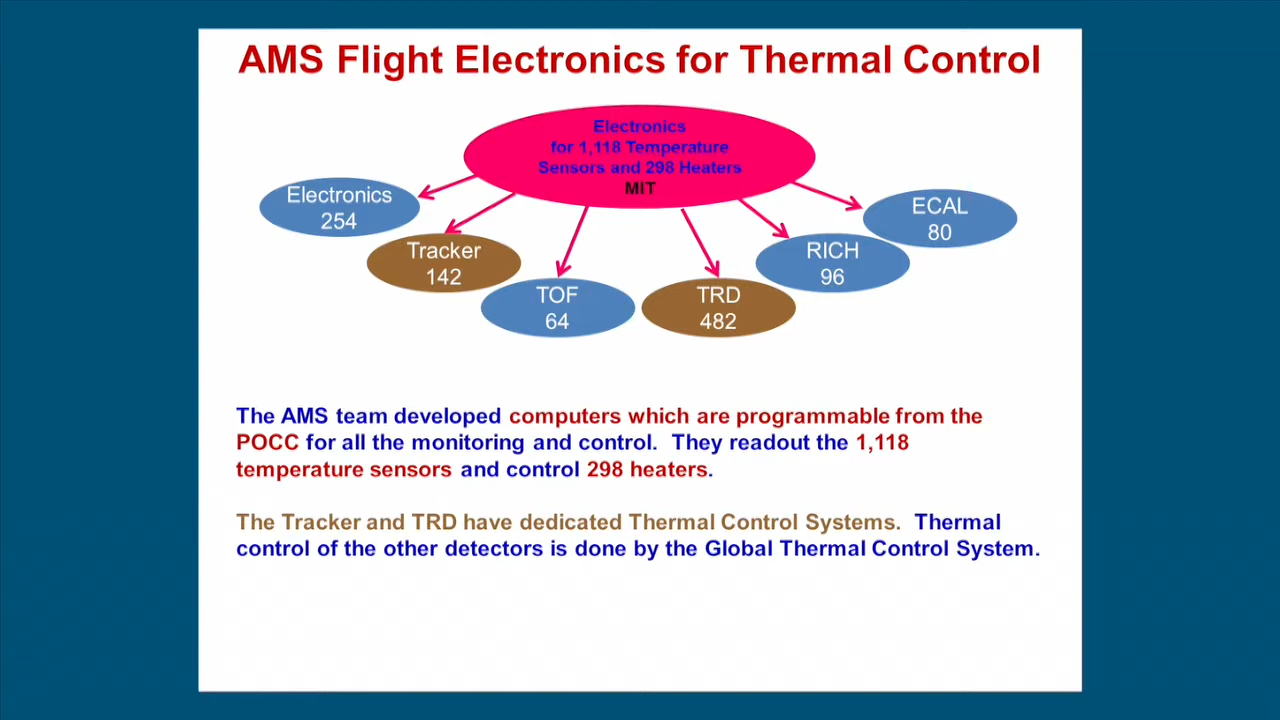 AMS Flight Electronics for Thermal Control
Electronics
for 1,118 Temperature
Sensors and 298 Heaters
MIT
Electronics
254
Tracker
142
TOF
64
TRD
482
RICH
96
ECAL
80
The AMS team developed computers which are programmable from the
POCC for all the monitoring and control. They readout the 1,118
temperature sensors and control 298 heaters.
The Tracker and TRD have dedicated Thermal Control Systems. Thermal
control of the other detectors is done by the Global Thermal Control System.